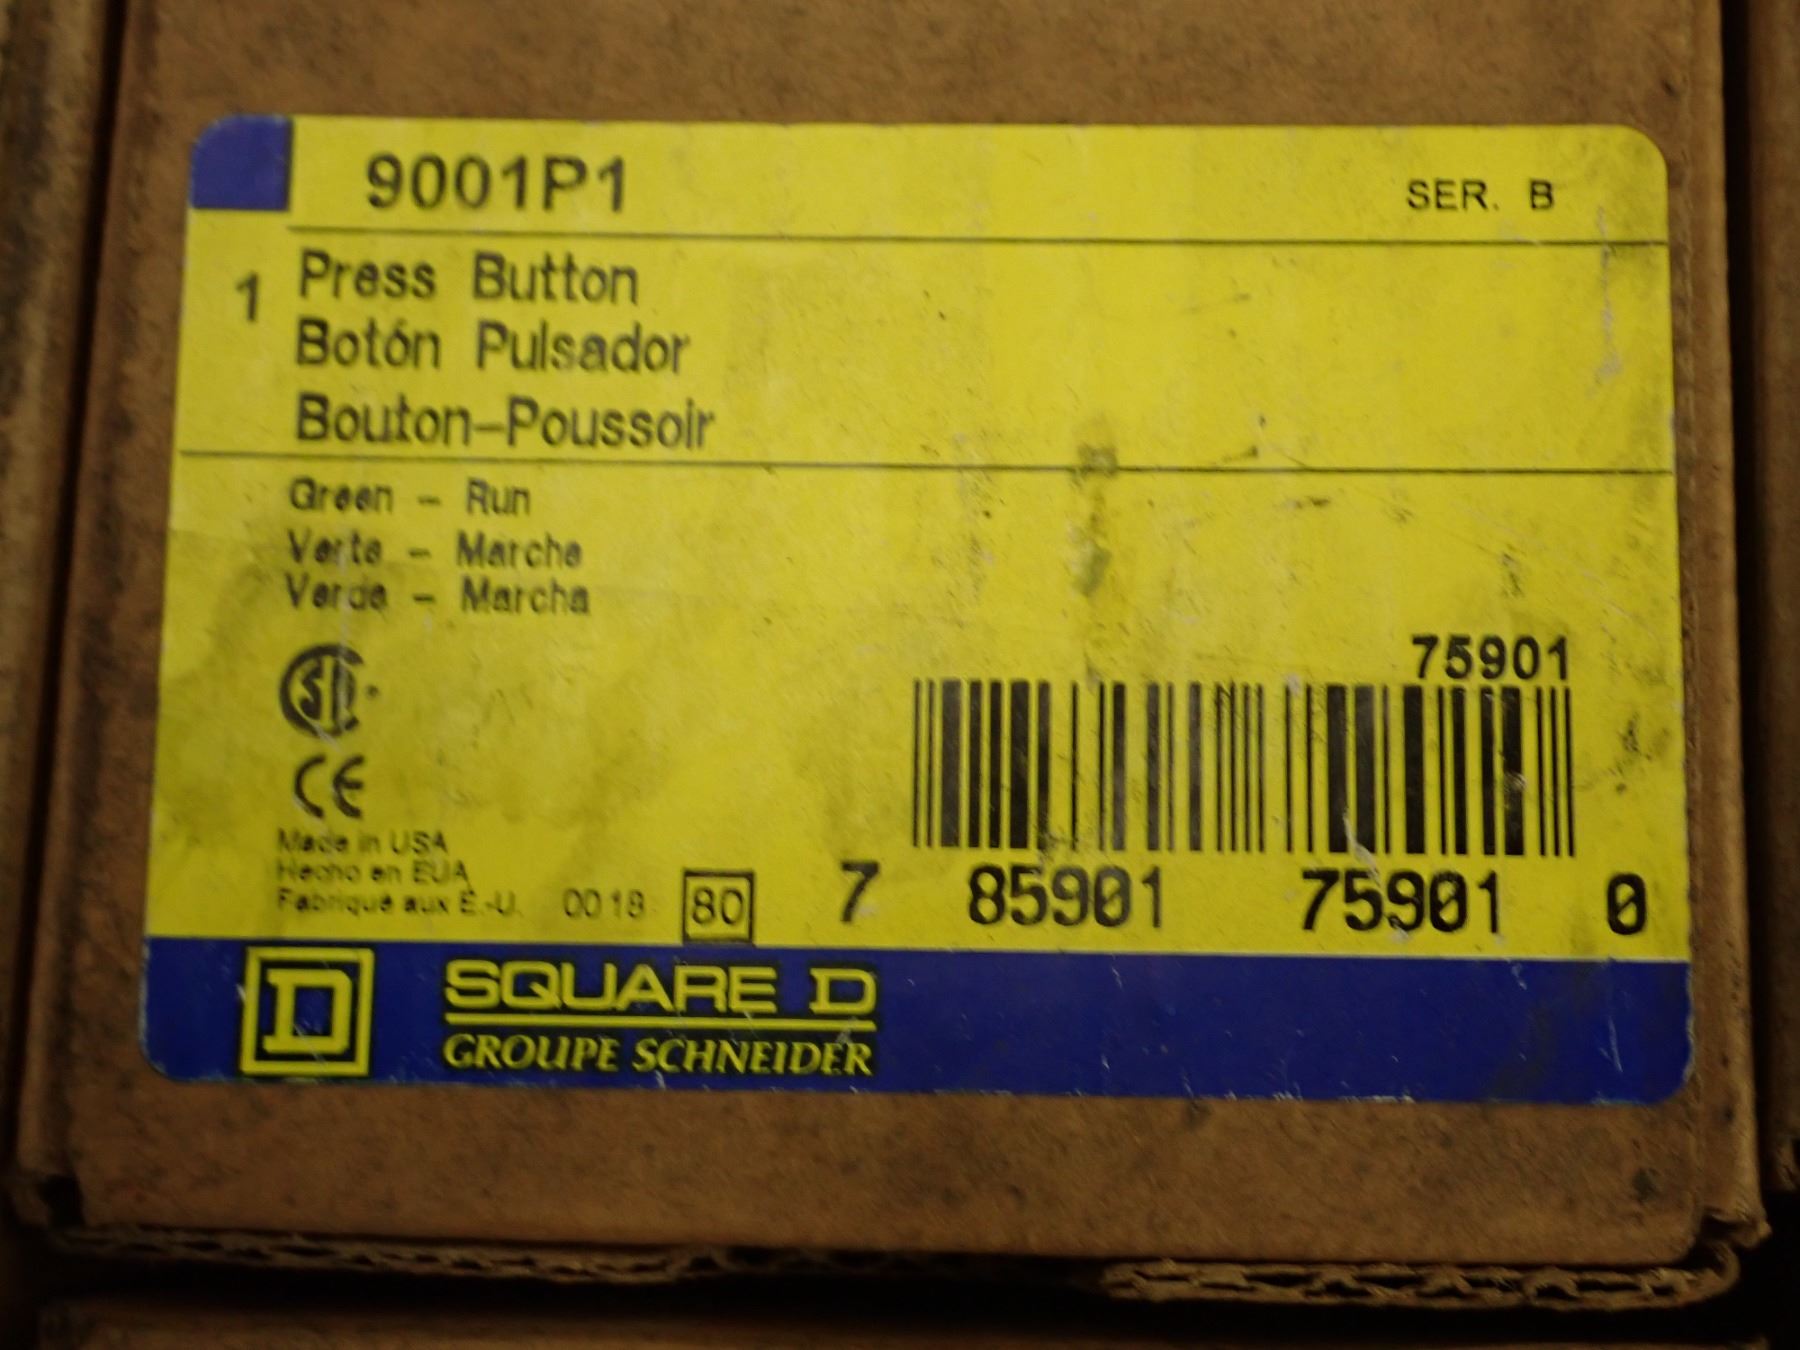 9001P1 SER. B
1 Press Button
Botón Pulsador
Bouton-Poussoir
Green - Run
Verte - Marche
Verde - Marcha
75901
CE
Made in USA
Hecho en EUA
Fabriqué aux É.-U. 0018 80
7 85901 75901 0
D SQUARE D
GROUPE SCHNEIDER